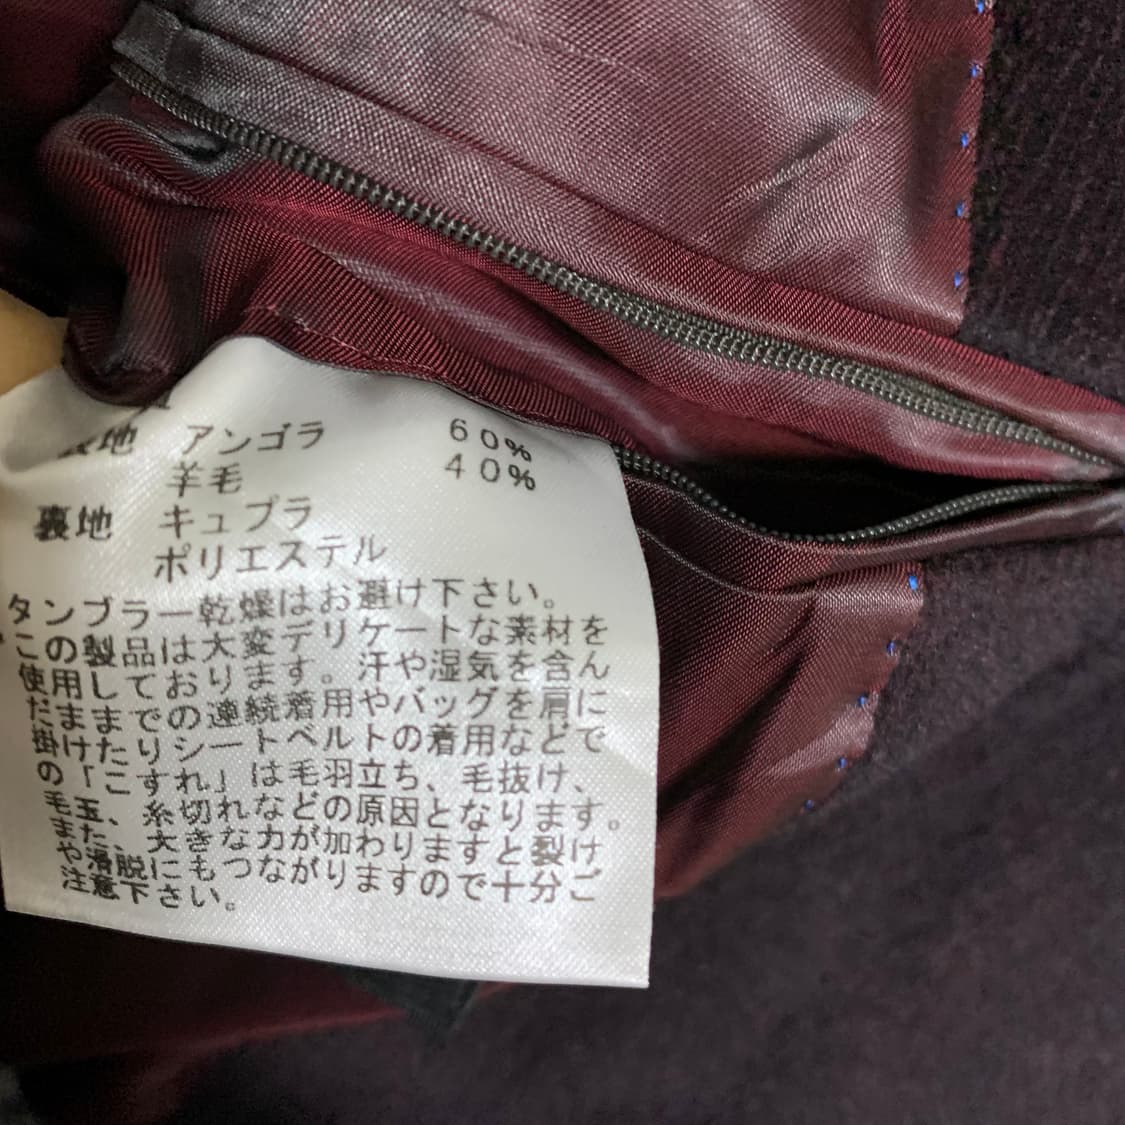 表地 アンゴラ 60%
羊毛 40%
裏地 キュプラ
ポリエステル
タンブラー乾燥はお避け下さい。
この製品は大変デリケートな素材を
使用しております。汗や湿気を含ん
だままでの連続着用やバッグを肩に
掛けたりシートベルトの着用などで
の「こすれ」は毛羽立ち、毛抜け、
毛玉、糸切れなどの原因となります。
また、大きな力が加わりますと裂け
や滑脱にもつながりますので十分ご
注意下さい。